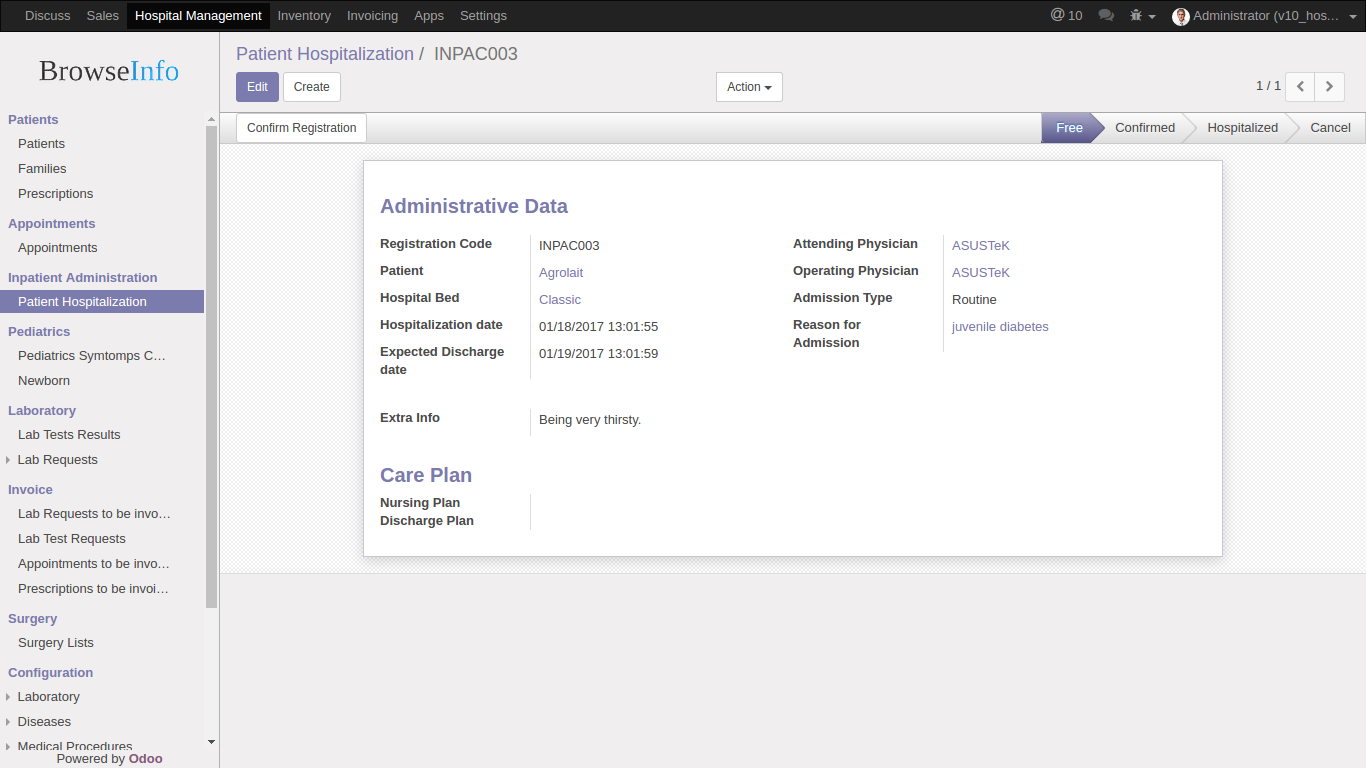 Discuss Sales Hospital Management Inventory Invoicing Apps Settings @ 10 Administrator (v10_hos...
BrowseInfo
Patients
Patients
Families
Prescriptions
Appointments
Appointments
Inpatient Administration
Patient Hospitalization
Pediatrics
Pediatrics Symtomps C...
Newborn
Laboratory
Lab Tests Results
Lab Requests
Invoice
Lab Requests to be invo...
Lab Test Requests
Appointments to be invo...
Prescriptions to be invoi...
Surgery
Surgery Lists
Configuration
Laboratory
Diseases
Medical Procedures
Powered by Odoo
Patient Hospitalization / INPAC003
Edit Create Action 1 / 1
Confirm Registration Free Confirmed Hospitalized Cancel
Administrative Data
Registration Code INPAC003
Patient Agrolait
Hospital Bed Classic
Hospitalization date 01/18/2017 13:01:55
Expected Discharge 01/19/2017 13:01:59
date
Attending Physician ASUSTeK
Operating Physician ASUSTeK
Admission Type Routine
Reason for juvenile diabetes
Admission
Extra Info Being very thirsty.
Care Plan
Nursing Plan
Discharge Plan